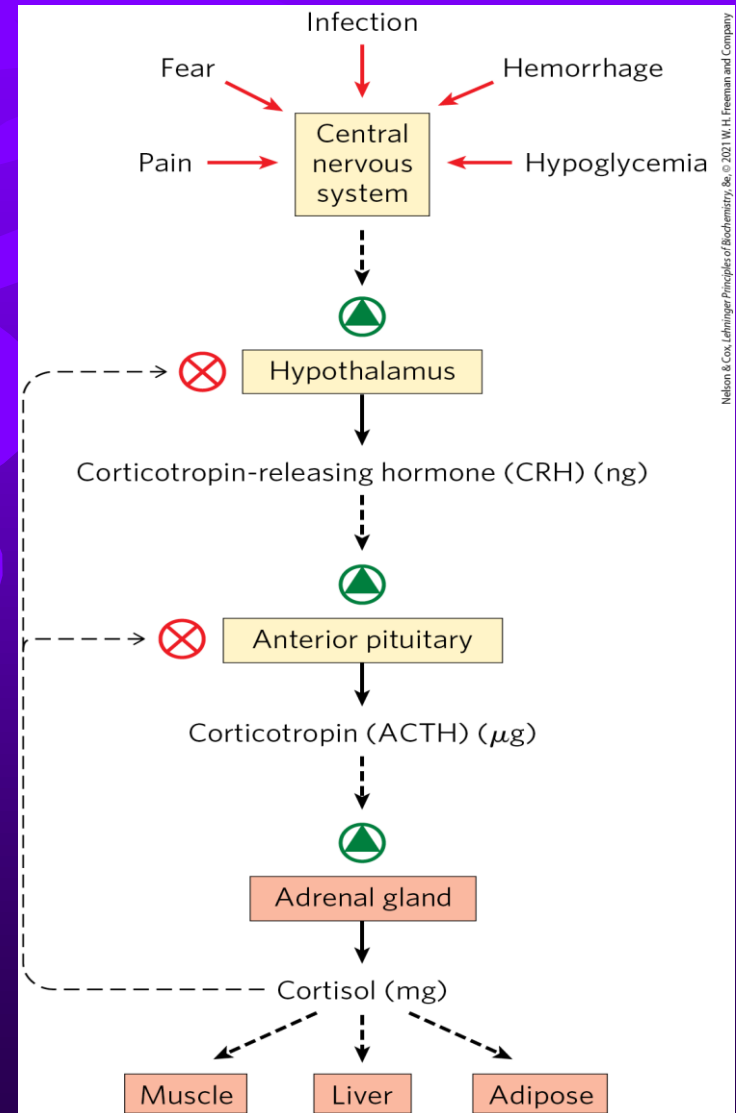 Infection
Fear
Hemorrhage
Central
nervous
system
Pain
Hypoglycemia
Hypothalamus
Corticotropin-releasing hormone (CRH) (ng)
Anterior pituitary
Corticotropin (ACTH) (μg)
Adrenal gland
Cortisol (mg)
Muscle
Liver
Adipose
Nelson & Cox, Lehninger Principles of Biochemistry, 8e, © 2021 W. H. Freeman and Company